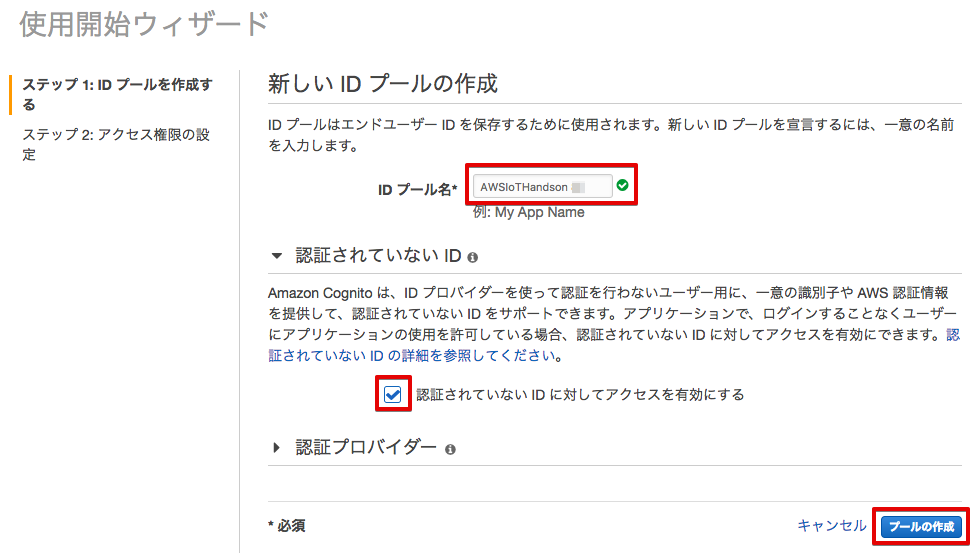 使用開始ウィザード
ステップ 1: ID プールを作成す
る
ステップ 2: アクセス権限の設
定
新しい ID プールの作成
ID プールはエンドユーザー ID を保存するために使用されます。新しい ID プールを宣言するには、一意の名前
を入力します。
ID プール名* AWSIoTHandson
例: My App Name
認証されていない ID
Amazon Cognito は、ID プロバイダーを使って認証を行わないユーザー用に、一意の識別子や AWS 認証情報
を提供して、認証されていない ID をサポートできます。アプリケーションで、ログインすることなくユーザー
にアプリケーションの使用を許可している場合、認証されていない ID に対してアクセスを有効にできます。認
証されていない ID の詳細を参照してください。
認証されていない ID に対してアクセスを有効にする
認証プロバイダー
* 必須 キャンセル プールの作成